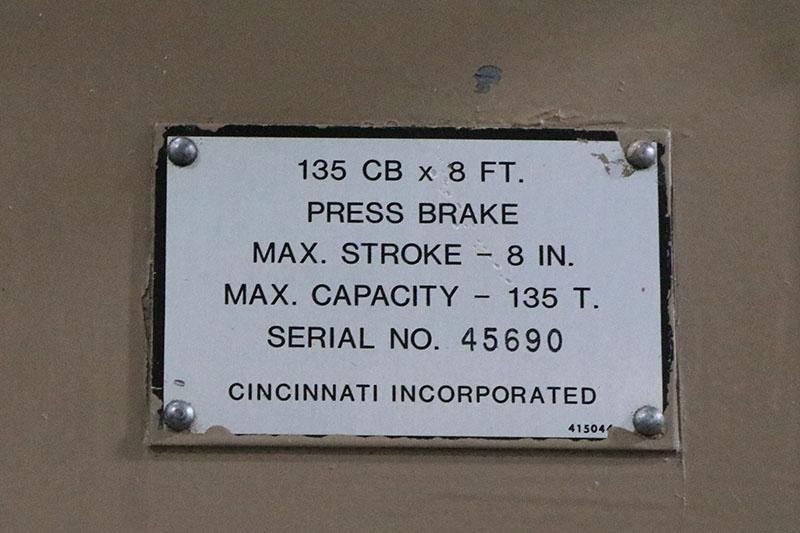 135 CB x 8 FT.
PRESS BRAKE
MAX. STROKE - 8 IN.
MAX. CAPACITY - 135 T.
SERIAL NO. 45690
CINCINNATI INCORPORATED